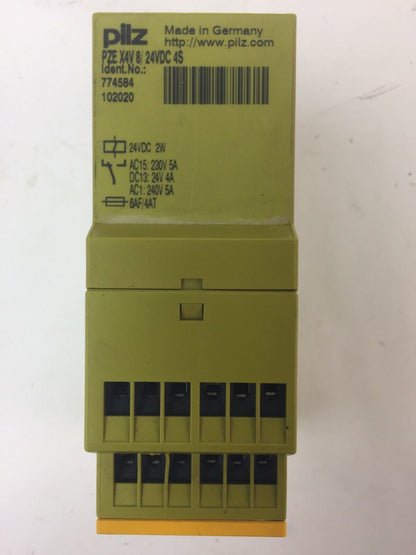 pilz
Made in Germany
http://www.pilz.com
PZE X4V 8/ 24VDC 4S
Ident.No.:
774584
102020
24VDC 2W
AC15: 230V 5A
DC13: 24V 4A
AC1: 240V 5A
6AF/4AT